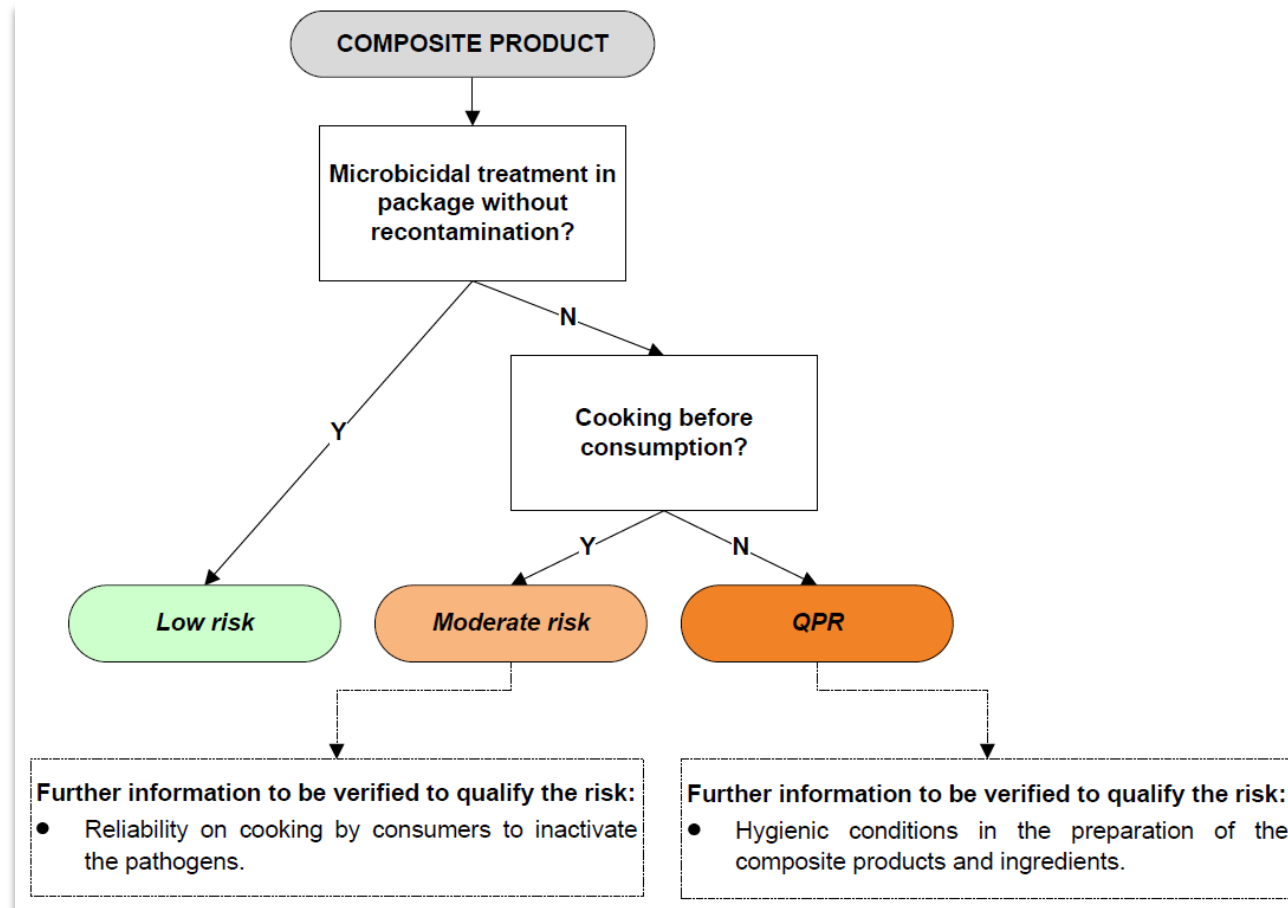 COMPOSITE PRODUCT
Microbicidal treatment in
package without
recontamination?
N
Cooking before
consumption?
Y
Y
N
Low risk
Moderate risk
QPR
Further information to be verified to qualify the risk:
● Reliability on cooking by consumers to inactivate
the pathogens.
Further information to be verified to qualify the risk:
● Hygienic conditions in the preparation of the
composite products and ingredients.